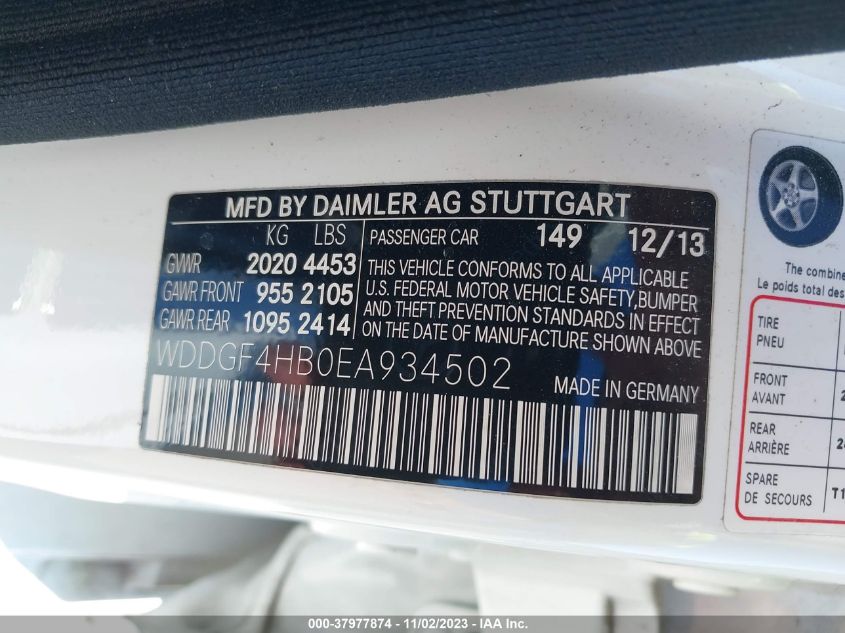 MFD BY DAIMLER AG STUTTGART
KG LBS
GVWR 2020 4453
GAWR FRONT 955 2105
GAWR REAR 1095 2414
PASSENGER CAR 149 12/13
THIS VEHICLE CONFORMS TO ALL APPLICABLE
U.S. FEDERAL MOTOR VEHICLE SAFETY,BUMPER
AND THEFT PREVENTION STANDARDS IN EFFECT
ON THE DATE OF MANUFACTURE SHOWN ABOVE
WDDGF4HB0EA934502
MADE IN GERMANY
The combine
Le poids total des
TIRE
PNEU
FRONT
AVANT
REAR
ARRIÈRE
SPARE
DE SECOURS
T1
000-37977874 - 11/02/2023 - IAA Inc.